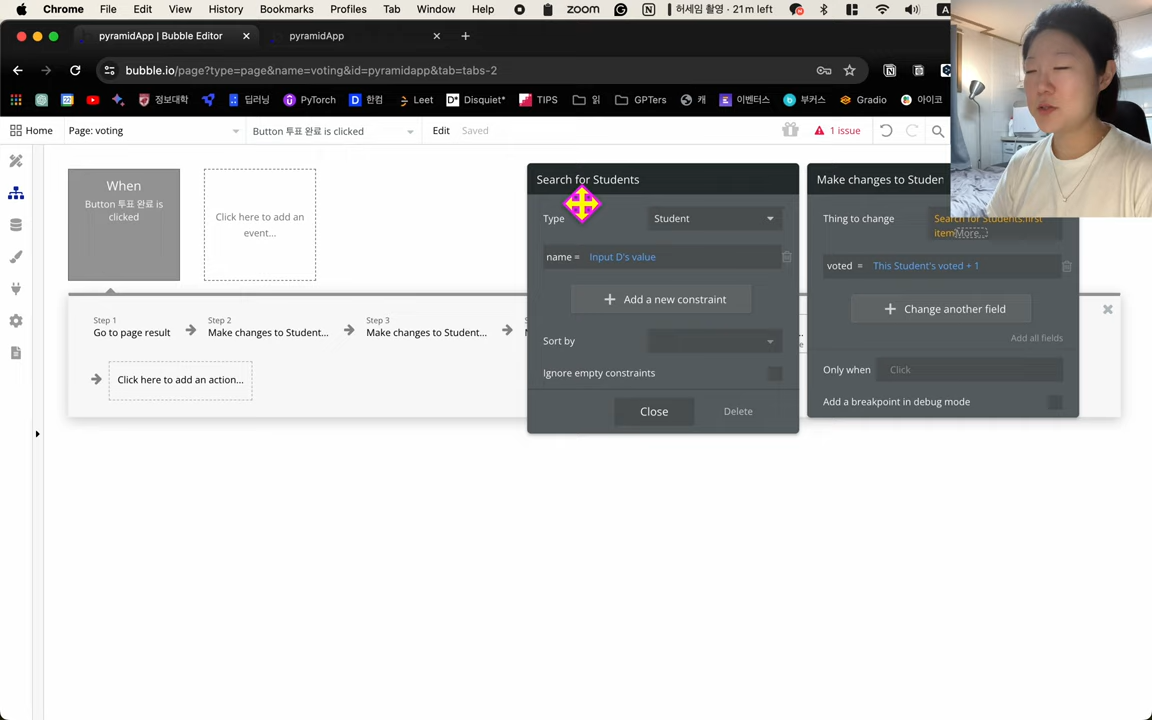 Chrome File Edit View History Bookmarks Profiles Tab Window Help zoom 허세임 촬영 · 21m left
pyramidApp | Bubble Editor pyramidApp
bubble.io/page?type=page&name=voting&id=pyramidapp&tab=tabs-2
정보대학 딥러닝 PyTorch 한컴 Leet Disquiet* TIPS 읽 GPTers 캐 이벤터스 부커스 Gradio 아이코
Home Page: voting Button 투표 완료 is clicked Edit Saved 1 issue
When
Button 투표 완료 is
clicked
Click here to add an
event...
Search for Students
Type Student
name = Input D's value
Add a new constraint
Sort by
Ignore empty constraints
Close Delete
Make changes to Studen
Thing to change Search for Students:first
itemMore...
voted = This Student's voted + 1
Change another field
Add all fields
Only when Click
Add a breakpoint in debug mode
Step 1
Go to page result
Step 2
Make changes to Student...
Step 3
Make changes to Student...
Click here to add an action...